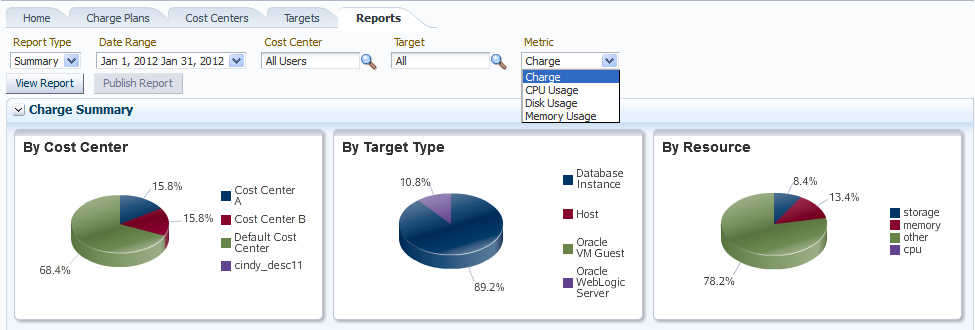 Home Charge Plans Cost Centers Targets Reports
Report Type Date Range Cost Center Target Metric
Summary Jan 1, 2012 Jan 31, 2012 All Users All Charge
Charge
CPU Usage
Disk Usage
Memory Usage
View Report Publish Report
Charge Summary
By Cost Center
15.8%
15.8%
68.4%
Cost Center
A
Cost Center B
Default Cost
Center
cindy_desc11
By Target Type
10.8%
89.2%
Database
Instance
Host
Oracle
VM Guest
Oracle
WebLogic
Server
By Resource
8.4%
13.4%
78.2%
storage
memory
other
cpu